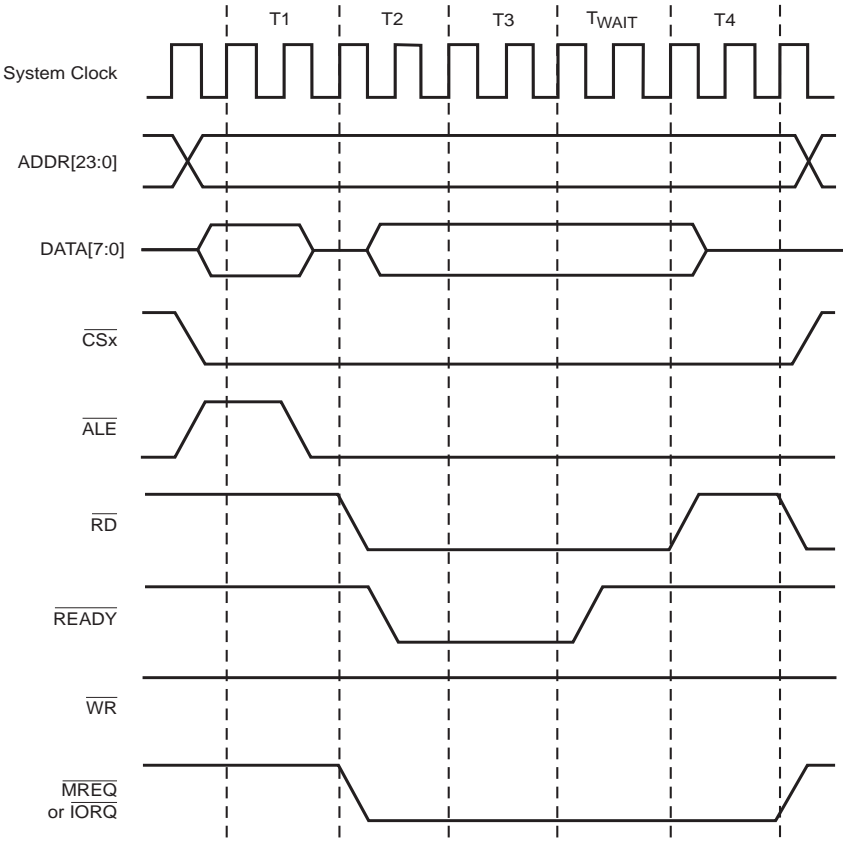 T1 T2 T3 TWAIT T4
System Clock
ADDR[23:0]
DATA[7:0]
CSx
ALE
RD
READY
WR
MREQ
or IORQ